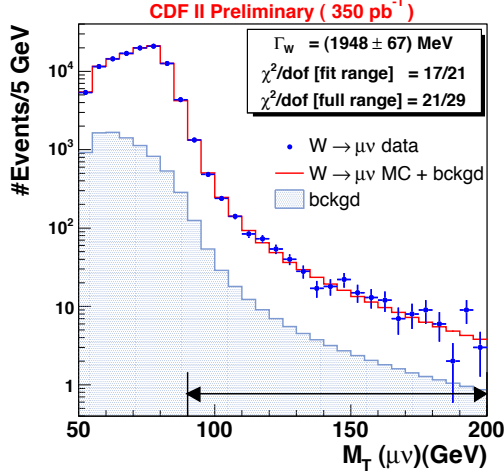 CDF II Preliminary ( 350 pb⁻¹)
Γ_W = (1948 ± 67) MeV
χ²/dof [fit range] = 17/21
χ²/dof [full range] = 21/29
W → μν data
W → μν MC + bckgd
bckgd
#Events/5 GeV
10⁴
10³
10²
10
1
50 100 150 200
M_T (μν)(GeV)